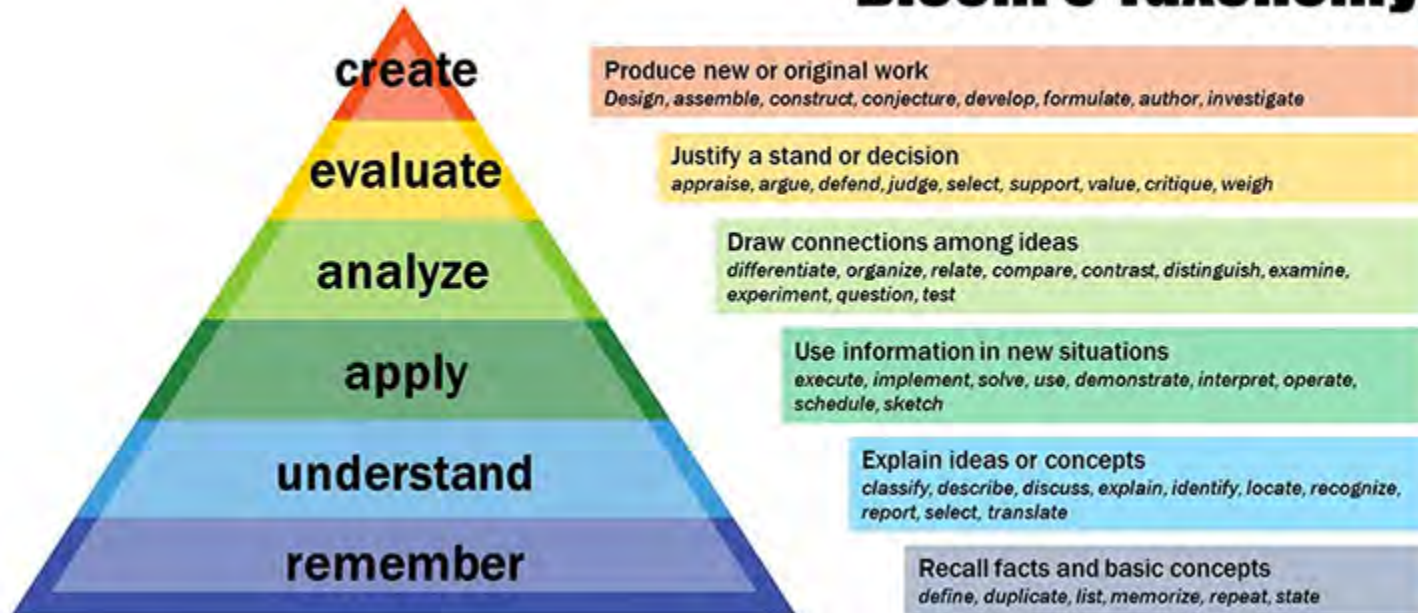 create
Produce new or original work
Design, assemble, construct, conjecture, develop, formulate, author, investigate
evaluate
Justify a stand or decision
appraise, argue, defend, judge, select, support, value, critique, weigh
analyze
Draw connections among ideas
differentiate, organize, relate, compare, contrast, distinguish, examine,
experiment, question, test
apply
Use information in new situations
execute, implement, solve, use, demonstrate, interpret, operate,
schedule, sketch
understand
Explain ideas or concepts
classify, describe, discuss, explain, identify, locate, recognize,
report, select, translate
remember
Recall facts and basic concepts
define, duplicate, list, memorize, repeat, state